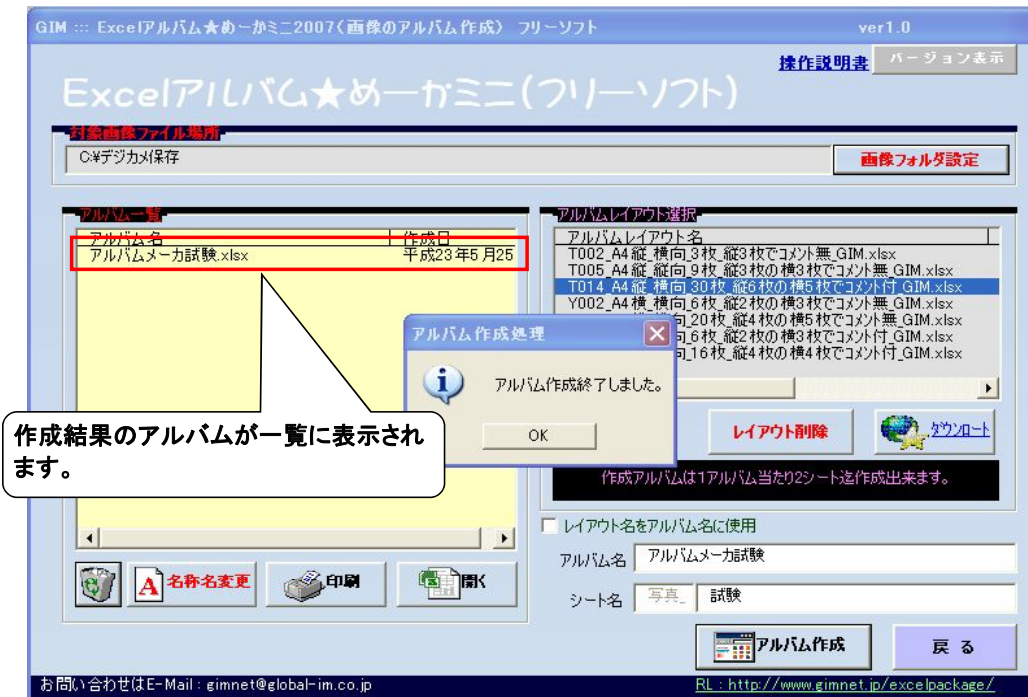 GIM ::: Excelアルバム★めーかミニ2007〈画像のアルバム作成〉 フリーソフト ver1.0
操作説明書 バージョン表示
Excelアルバム★めーかミニ(フリーソフト)
対象画像ファイル場所
C:¥デジカメ保存
画像フォルダ設定
アルバム一覧
アルバム名 作成日
アルバムメーカ試験.xlsx 平成23年5月25
アルバムレイアウト選択
アルバムレイアウト名
T002_A4縦_横向_3枚_縦3枚でコメント無_GIM.xlsx
T005_A4縦_横向_9枚_縦3枚の横3枚でコメント無_GIM.xlsx
T014_A4縦_横向_30枚_縦6枚の横5枚でコメント付_GIM.xlsx
Y002_A4横_横向_6枚_縦2枚の横3枚でコメント無_GIM.xlsx
向_20枚_縦4枚の横5枚でコメント無_GIM.xlsx
向_6枚_縦2枚の横3枚でコメント付_GIM.xlsx
向_16枚_縦4枚の横4枚でコメント付_GIM.xlsx
アルバム作成処理
アルバム作成終了しました。
OK
作成結果のアルバムが一覧に表示され
ます。
レイアウト削除
ダウンロード
作成アルバムは1アルバム当たり2シート迄作成出来ます。
レイアウト名をアルバム名に使用
アルバム名 アルバムメーカ試験
シート名 写真_ 試験
A 名称名変更
印刷
開く
アルバム作成
戻る
お問い合わせはE-Mail : gimnet@global-im.co.jp
RL : http://www.gimnet.jp/excelpackage/